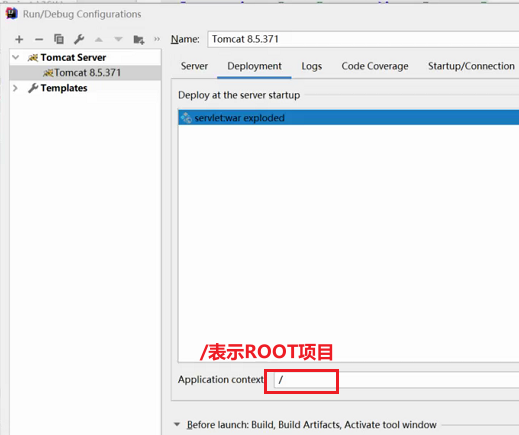 Run/Debug Configurations
Name: Tomcat 8.5.371
Tomcat Server
Tomcat 8.5.371
Templates
Server Deployment Logs Code Coverage Startup/Connection
Deploy at the server startup
servlet:war exploded
/表示ROOT项目
Application context /
Before launch: Build, Build Artifacts, Activate tool window